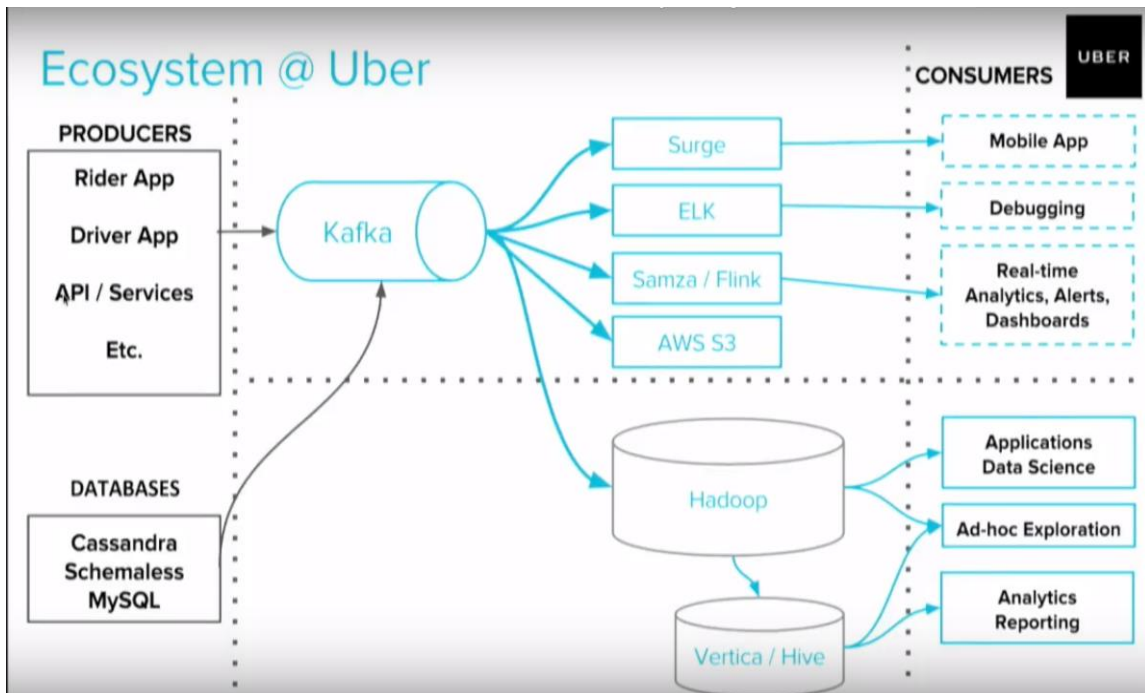 Ecosystem @ Uber
UBER
CONSUMERS
PRODUCERS
Rider App
Driver App
API / Services
Etc.
Kafka
Surge
ELK
Samza / Flink
AWS S3
Mobile App
Debugging
Real-time
Analytics, Alerts,
Dashboards
DATABASES
Cassandra
Schemaless
MySQL
Hadoop
Vertica / Hive
Applications
Data Science
Ad-hoc Exploration
Analytics
Reporting